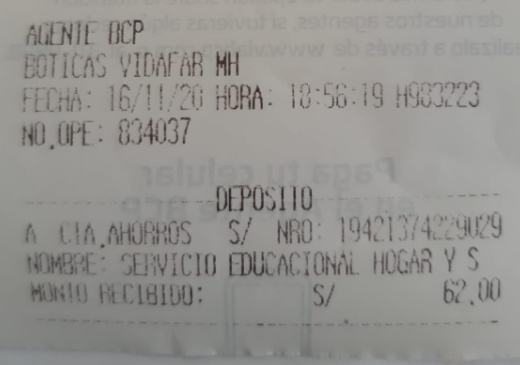 AGENTE BCP
BOTICAS VIDAFAR MH
FECHA: 16/11/20 HORA: 18:56:19 H983223
NO.OPE: 834037
DEPOSITO
A CTA.AHORROS S/ NRO: 19421374229029
NOMBRE: SERVICIO EDUCACIONAL HOGAR Y S
MONTO RECIBIDO: S/ 62.00